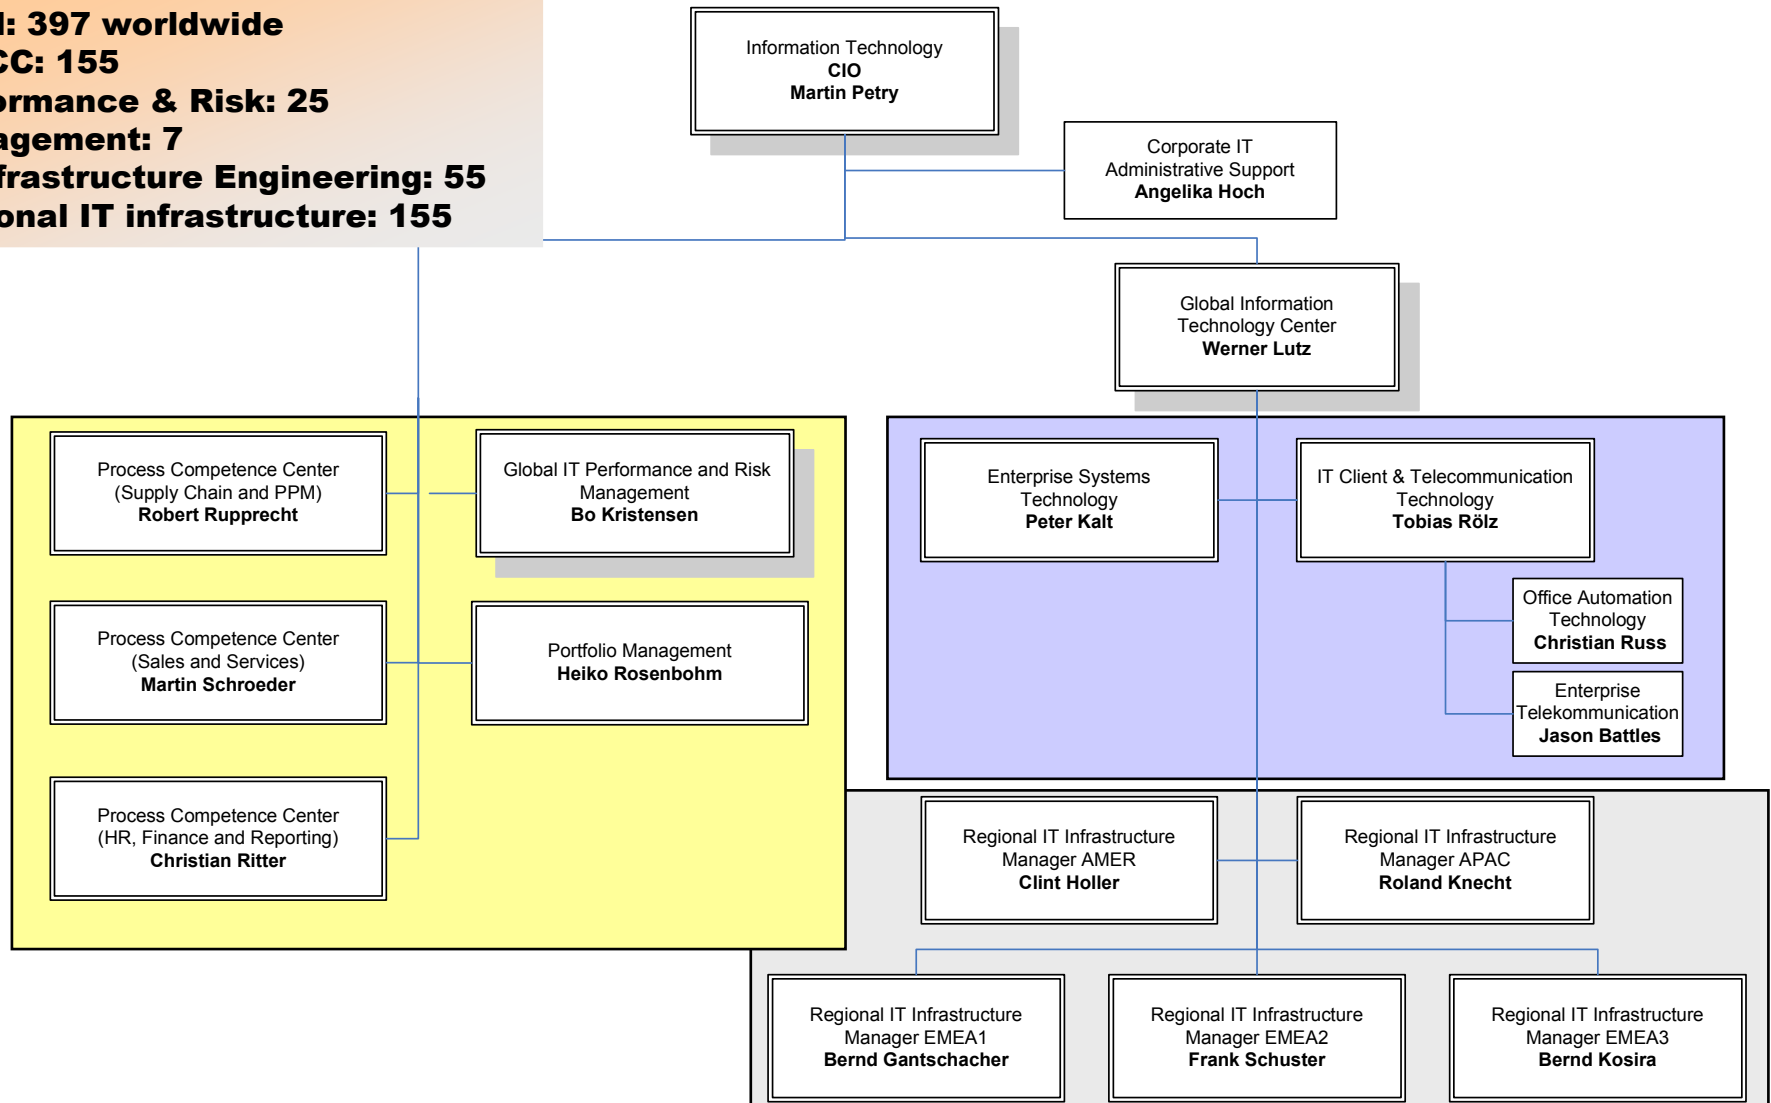 : 397 worldwide
CC: 155
ormance & Risk: 25
agement: 7
frastructure Engineering: 55
onal IT infrastructure: 155
Information Technology
CIO
Martin Petry
Corporate IT
Administrative Support
Angelika Hoch
Global Information
Technology Center
Werner Lutz
Process Competence Center
(Supply Chain and PPM)
Robert Rupprecht
Global IT Performance and Risk
Management
Bo Kristensen
Enterprise Systems
Technology
Peter Kalt
IT Client & Telecommunication
Technology
Tobias Rölz
Office Automation
Technology
Christian Russ
Process Competence Center
(Sales and Services)
Martin Schroeder
Portfolio Management
Heiko Rosenbohm
Enterprise
Telekommunication
Jason Battles
Process Competence Center
(HR, Finance and Reporting)
Christian Ritter
Regional IT Infrastructure
Manager AMER
Clint Holler
Regional IT Infrastructure
Manager APAC
Roland Knecht
Regional IT Infrastructure
Manager EMEA1
Bernd Gantschacher
Regional IT Infrastructure
Manager EMEA2
Frank Schuster
Regional IT Infrastructure
Manager EMEA3
Bernd Kosira